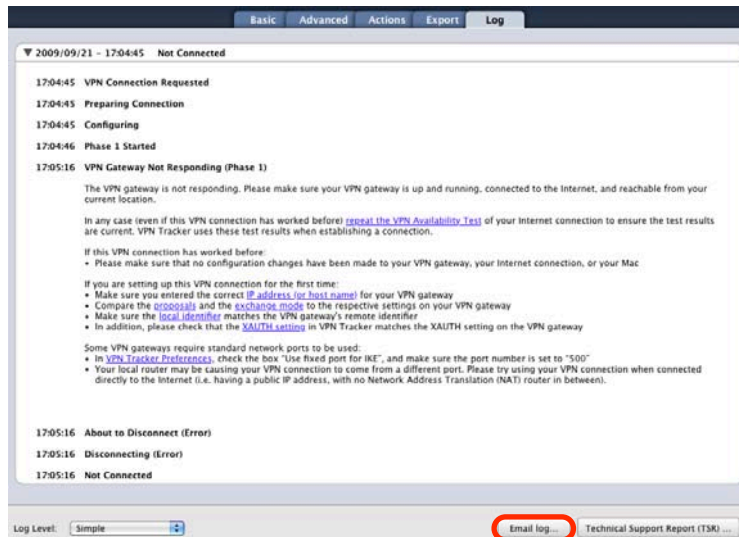 Basic Advanced Actions Export Log
▼ 2009/09/21 - 17:04:45 Not Connected
17:04:45 VPN Connection Requested
17:04:45 Preparing Connection
17:04:45 Configuring
17:04:46 Phase 1 Started
17:05:16 VPN Gateway Not Responding (Phase 1)
The VPN gateway is not responding. Please make sure your VPN gateway is up and running, connected to the Internet, and reachable from your
current location.
In any case (even if this VPN connection has worked before) repeat the VPN Availability Test of your Internet connection to ensure the test results
are current. VPN Tracker uses these test results when establishing a connection.
If this VPN connection has worked before:
• Please make sure that no configuration changes have been made to your VPN gateway, your Internet connection, or your Mac
If you are setting up this VPN connection for the first time:
• Make sure you entered the correct IP address (or host name) for your VPN gateway
• Compare the proposals and the exchange mode to the respective settings on your VPN gateway
• Make sure the local identifier matches the VPN gateway's remote identifier
• In addition, please check that the XAUTH setting in VPN Tracker matches the XAUTH setting on the VPN gateway
Some VPN gateways require standard network ports to be used:
• In VPN Tracker Preferences, check the box "Use fixed port for IKE", and make sure the port number is set to "500"
• Your local router may be causing your VPN connection to come from a different port. Please try using your VPN connection when connected
directly to the Internet (i.e. having a public IP address, with no Network Address Translation (NAT) router in between).
17:05:16 About to Disconnect (Error)
17:05:16 Disconnecting (Error)
17:05:16 Not Connected
Log Level: Simple Email log... Technical Support Report (TSR) ...